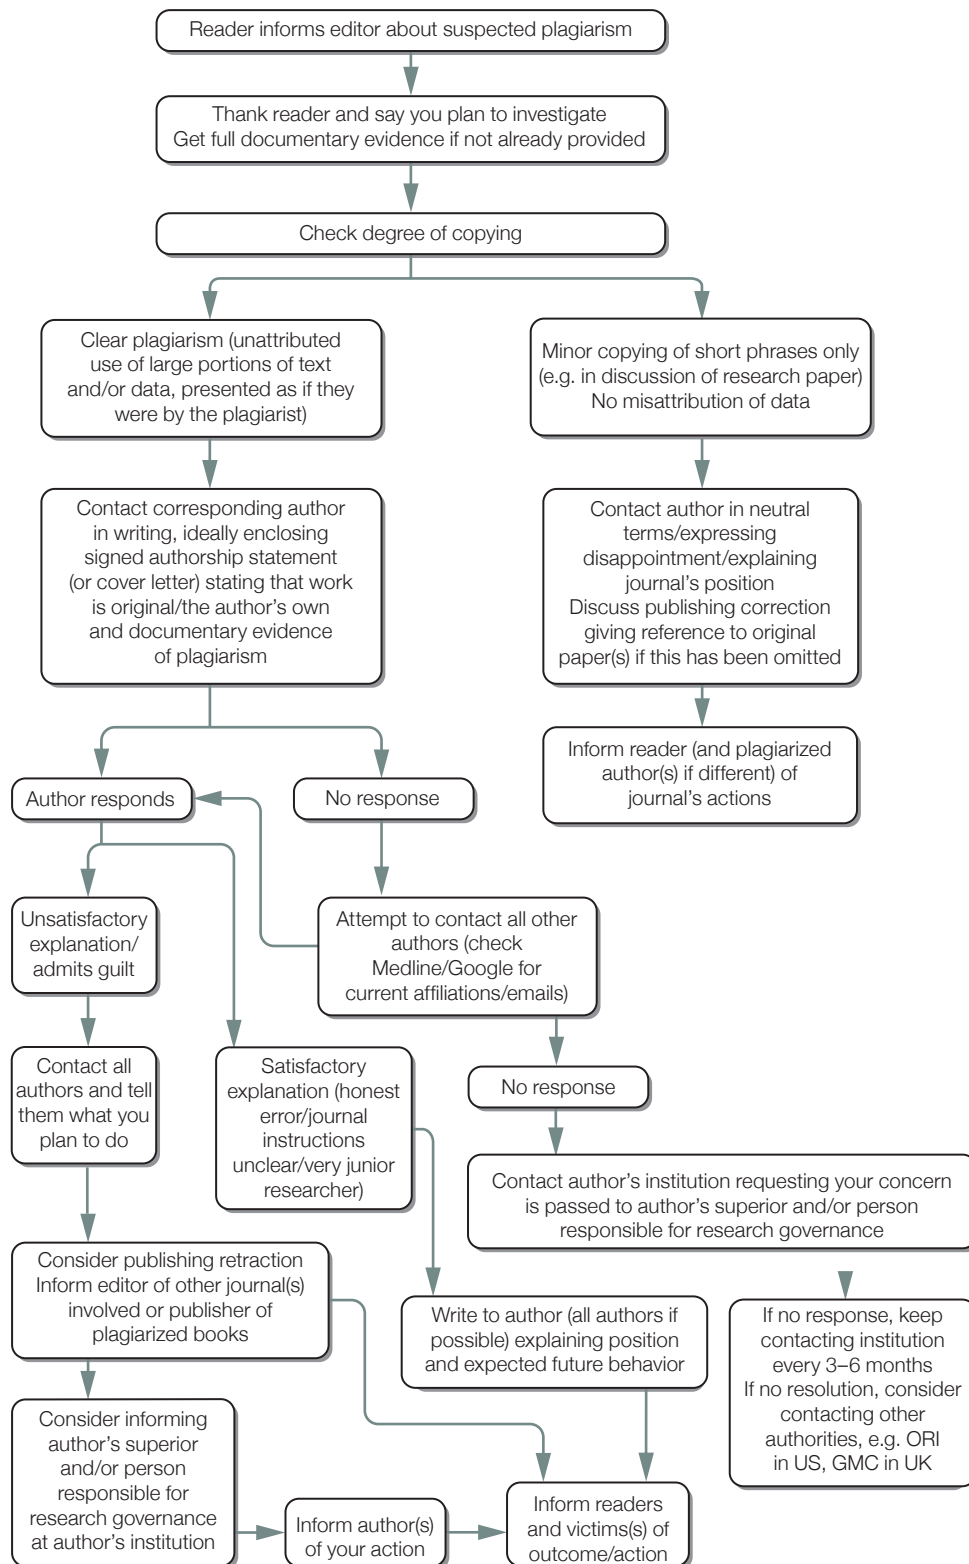 Reader informs editor about suspected plagiarism
Thank reader and say you plan to investigate
Get full documentary evidence if not already provided
Check degree of copying
Clear plagiarism (unattributed
use of large portions of text
and/or data, presented as if they
were by the plagiarist)
Minor copying of short phrases only
(e.g. in discussion of research paper)
No misattribution of data
Contact corresponding author
in writing, ideally enclosing
signed authorship statement
(or cover letter) stating that work
is original/the author's own
and documentary evidence
of plagiarism
Contact author in neutral
terms/expressing
disappointment/explaining
journal's position
Discuss publishing correction
giving reference to original
paper(s) if this has been omitted
Inform reader (and plagiarized
author(s) if different) of
journal's actions
Author responds
No response
Unsatisfactory
explanation/
admits guilt
Attempt to contact all other
authors (check
Medline/Google for
current affiliations/emails)
Contact all
authors and tell
them what you
plan to do
Satisfactory
explanation (honest
error/journal
instructions
unclear/very junior
researcher)
No response
Contact author's institution requesting your concern
is passed to author's superior and/or person
responsible for research governance
Consider publishing retraction
Inform editor of other journal(s)
involved or publisher of
plagiarized books
Write to author (all authors if
possible) explaining position
and expected future behavior
If no response, keep
contacting institution
every 3–6 months
If no resolution, consider
contacting other
authorities, e.g. ORI
in US, GMC in UK
Consider informing
author's superior
and/or person
responsible for
research governance
at author's institution
Inform author(s)
of your action
Inform readers
and victims(s) of
outcome/action